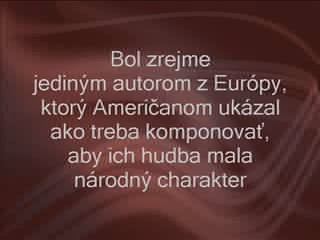 Bol zrejme
jediným autorom z Európy,
ktorý Američanom ukázal
ako treba komponovať,
aby ich hudba mala
národný charakter